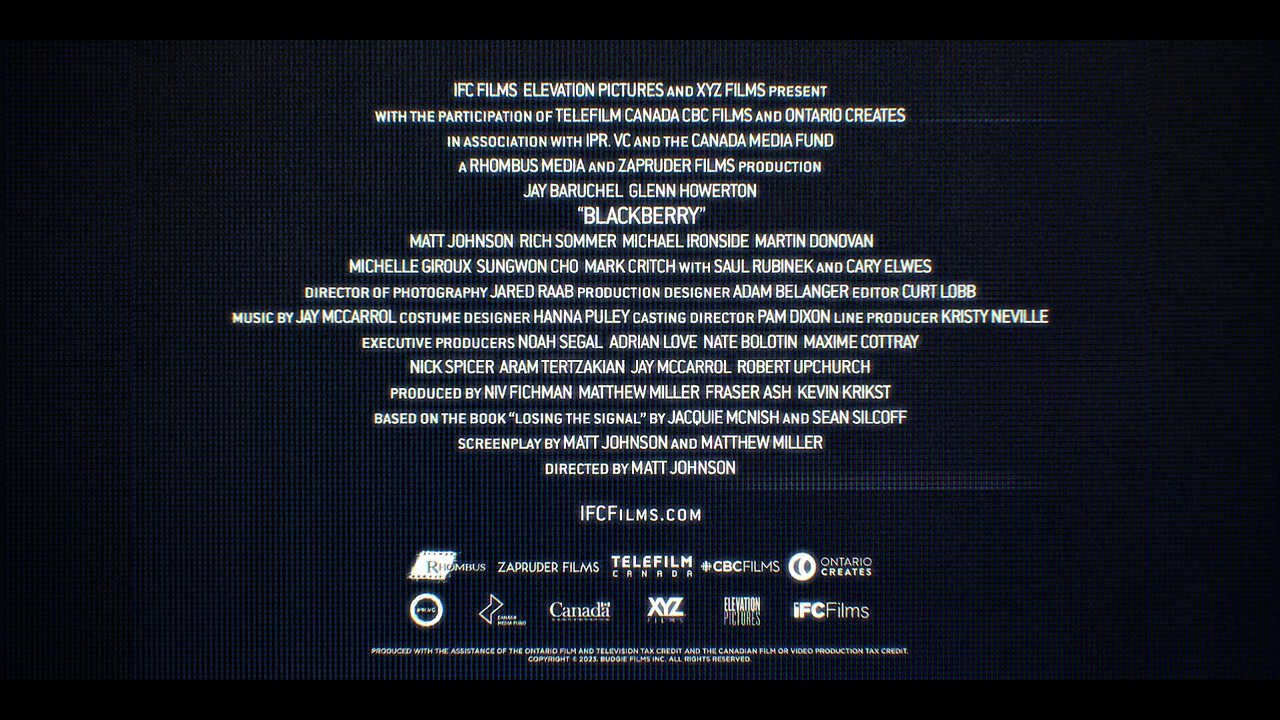 IFC FILMS ELEVATION PICTURES AND XYZ FILMS PRESENT
WITH THE PARTICIPATION OF TELEFILM CANADA CBC FILMS AND ONTARIO CREATES
IN ASSOCIATION WITH IPR. VC AND THE CANADA MEDIA FUND
A RHOMBUS MEDIA AND ZAPRUDER FILMS PRODUCTION
JAY BARUCHEL GLENN HOWERTON
“BLACKBERRY”
MATT JOHNSON RICH SOMMER MICHAEL IRONSIDE MARTIN DONOVAN
MICHELLE GIROUX SUNGWON CHO MARK CRITCH WITH SAUL RUBINEK AND CARY ELWES
DIRECTOR OF PHOTOGRAPHY JARED RAAB PRODUCTION DESIGNER ADAM BELANGER EDITOR CURT LOBB
MUSIC BY JAY MCCARROL COSTUME DESIGNER HANNA PULEY CASTING DIRECTOR PAM DIXON LINE PRODUCER KRISTY NEVILLE
EXECUTIVE PRODUCERS NOAH SEGAL ADRIAN LOVE NATE BOLOTIN MAXIME COTTRAY
NICK SPICER ARAM TERTZAKIAN JAY MCCARROL ROBERT UPCHURCH
PRODUCED BY NIV FICHMAN MATTHEW MILLER FRASER ASH KEVIN KRIKST
BASED ON THE BOOK “LOSING THE SIGNAL” BY JACQUIE MCNISH AND SEAN SILCOFF
SCREENPLAY BY MATT JOHNSON AND MATTHEW MILLER
DIRECTED BY MATT JOHNSON
IFCFILMS.COM
RHOMBUS ZAPRUDER FILMS TELEFILM CANADA CBC FILMS ONTARIO CREATES
IPR.VC CANADA MEDIA FUND Canada XYZ FILMS ELEVATION PICTURES IFC Films
PRODUCED WITH THE ASSISTANCE OF THE ONTARIO FILM AND TELEVISION TAX CREDIT AND THE CANADIAN FILM OR VIDEO PRODUCTION TAX CREDIT.
COPYRIGHT © 2023. BUDGIE FILMS INC. ALL RIGHTS RESERVED.